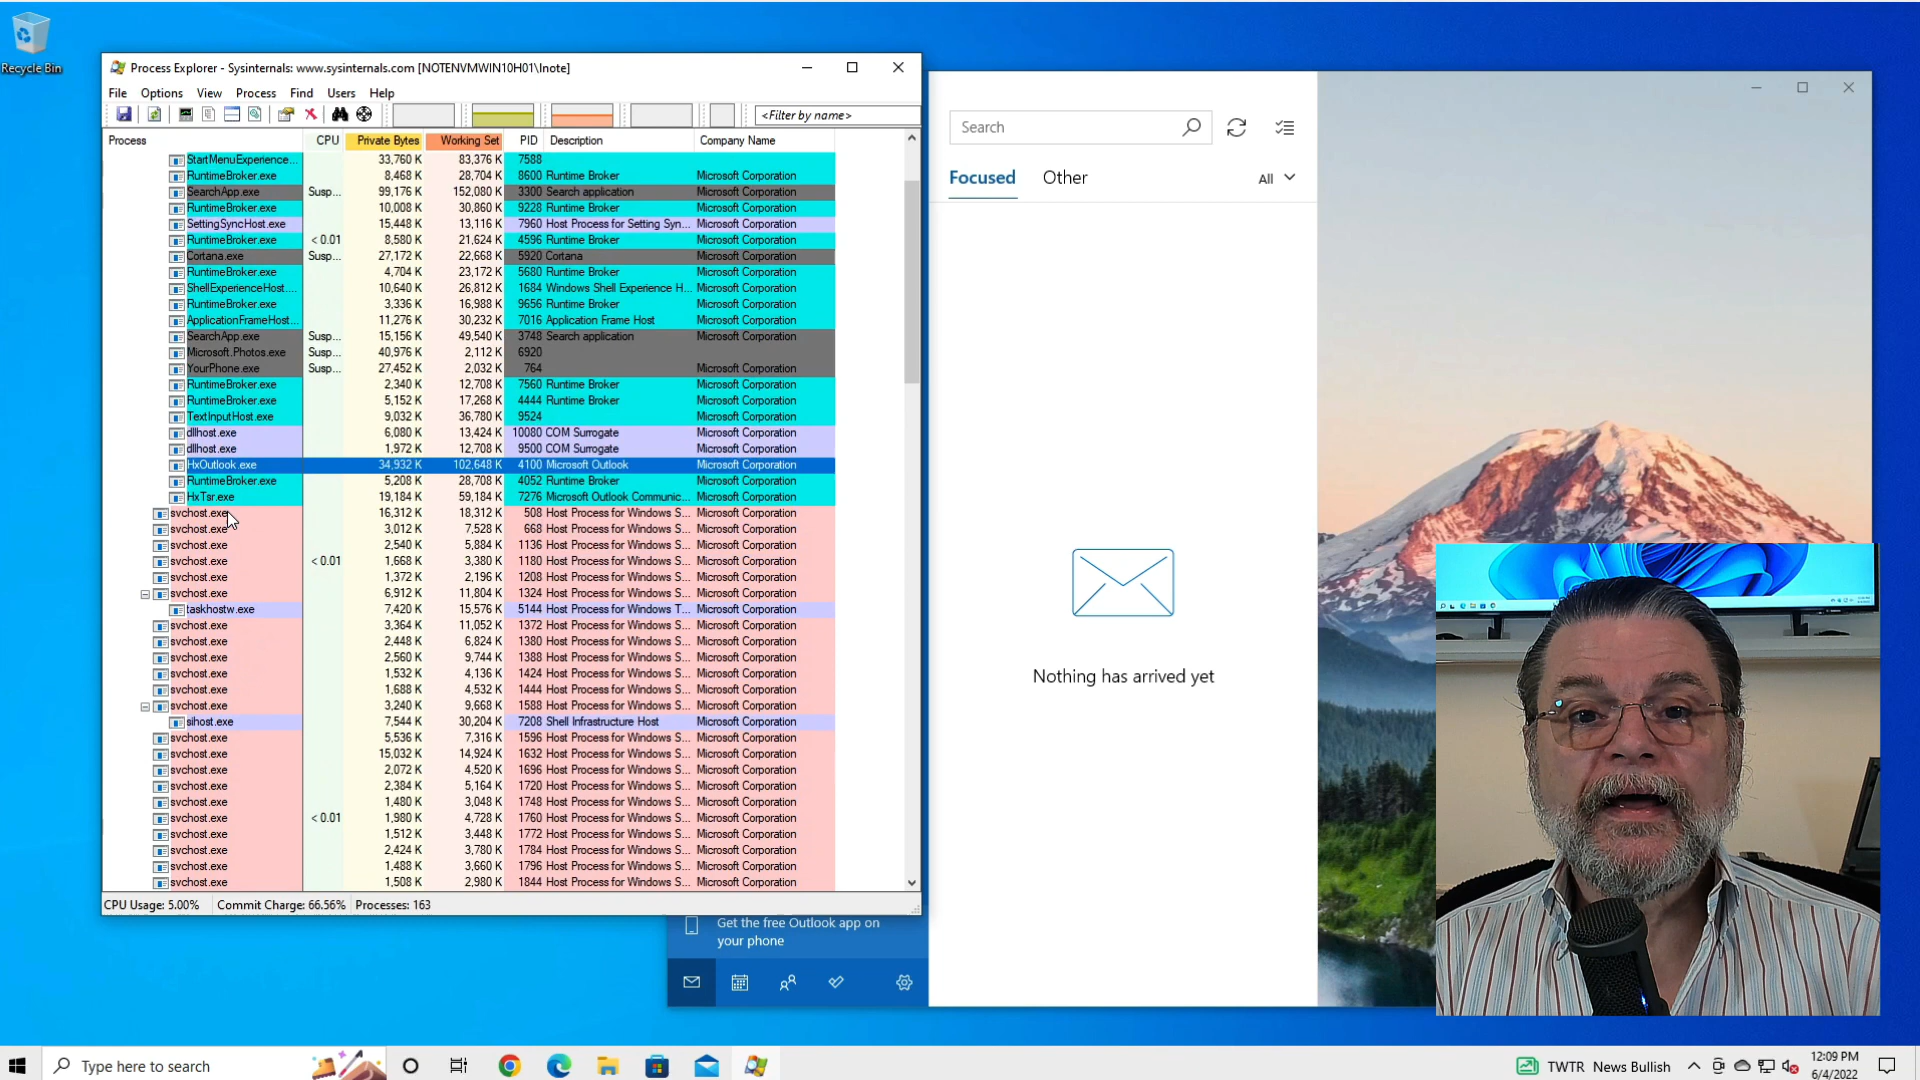 Recycle Bin
Process Explorer - Sysinternals: www.sysinternals.com [NOTENVMWIN10H01\lnote]
File Options View Process Find Users Help
<Filter by name>
Process CPU Private Bytes Working Set PID Description Company Name
StartMenuExperience... 33,760 K 83,376 K 7588
RuntimeBroker.exe 8,468 K 28,704 K 8600 Runtime Broker Microsoft Corporation
SearchApp.exe Susp... 99,176 K 152,080 K 3300 Search application Microsoft Corporation
RuntimeBroker.exe 10,008 K 30,860 K 9228 Runtime Broker Microsoft Corporation
SettingSyncHost.exe 15,448 K 13,116 K 7960 Host Process for Setting Syn... Microsoft Corporation
RuntimeBroker.exe < 0.01 8,580 K 21,624 K 4596 Runtime Broker Microsoft Corporation
Cortana.exe Susp... 27,172 K 22,668 K 5920 Cortana Microsoft Corporation
RuntimeBroker.exe 4,704 K 23,172 K 5680 Runtime Broker Microsoft Corporation
ShellExperienceHost.... 10,640 K 26,812 K 1684 Windows Shell Experience H... Microsoft Corporation
RuntimeBroker.exe 3,336 K 16,988 K 9656 Runtime Broker Microsoft Corporation
ApplicationFrameHost... 11,276 K 30,232 K 7016 Application Frame Host Microsoft Corporation
SearchApp.exe Susp... 15,156 K 49,540 K 3748 Search application Microsoft Corporation
Microsoft.Photos.exe Susp... 40,976 K 2,112 K 6920
YourPhone.exe Susp... 27,452 K 2,032 K 764 Microsoft Corporation
RuntimeBroker.exe 2,340 K 12,708 K 7560 Runtime Broker Microsoft Corporation
RuntimeBroker.exe 5,152 K 17,268 K 4444 Runtime Broker Microsoft Corporation
TextInputHost.exe 9,032 K 36,780 K 9524 Microsoft Corporation
dllhost.exe 6,080 K 13,424 K 10080 COM Surrogate Microsoft Corporation
dllhost.exe 1,972 K 12,708 K 9500 COM Surrogate Microsoft Corporation
HxOutlook.exe 34,932 K 102,648 K 4100 Microsoft Outlook Microsoft Corporation
RuntimeBroker.exe 5,208 K 28,708 K 4052 Runtime Broker Microsoft Corporation
HxTsr.exe 19,184 K 59,184 K 7276 Microsoft Outlook Communic... Microsoft Corporation
svchost.exe 16,312 K 18,312 K 508 Host Process for Windows S... Microsoft Corporation
svchost.exe 3,012 K 7,528 K 668 Host Process for Windows S... Microsoft Corporation
svchost.exe 2,540 K 5,884 K 1136 Host Process for Windows S... Microsoft Corporation
svchost.exe < 0.01 1,668 K 3,380 K 1180 Host Process for Windows S... Microsoft Corporation
svchost.exe 1,372 K 2,196 K 1208 Host Process for Windows S... Microsoft Corporation
svchost.exe 6,912 K 11,804 K 1324 Host Process for Windows S... Microsoft Corporation
taskhostw.exe 7,420 K 15,576 K 5144 Host Process for Windows T... Microsoft Corporation
svchost.exe 3,364 K 11,052 K 1372 Host Process for Windows S... Microsoft Corporation
svchost.exe 2,448 K 6,824 K 1380 Host Process for Windows S... Microsoft Corporation
svchost.exe 2,560 K 9,744 K 1388 Host Process for Windows S... Microsoft Corporation
svchost.exe 1,532 K 4,136 K 1424 Host Process for Windows S... Microsoft Corporation
svchost.exe 1,688 K 4,532 K 1444 Host Process for Windows S... Microsoft Corporation
svchost.exe 3,240 K 9,668 K 1588 Host Process for Windows S... Microsoft Corporation
sihost.exe 7,544 K 30,204 K 7208 Shell Infrastructure Host Microsoft Corporation
svchost.exe 5,536 K 7,316 K 1596 Host Process for Windows S... Microsoft Corporation
svchost.exe 15,032 K 14,924 K 1632 Host Process for Windows S... Microsoft Corporation
svchost.exe 2,072 K 4,520 K 1696 Host Process for Windows S... Microsoft Corporation
svchost.exe 2,384 K 5,164 K 1720 Host Process for Windows S... Microsoft Corporation
svchost.exe 1,480 K 3,048 K 1748 Host Process for Windows S... Microsoft Corporation
svchost.exe < 0.01 1,980 K 4,728 K 1760 Host Process for Windows S... Microsoft Corporation
svchost.exe 1,512 K 3,448 K 1772 Host Process for Windows S... Microsoft Corporation
svchost.exe 2,424 K 3,780 K 1784 Host Process for Windows S... Microsoft Corporation
svchost.exe 1,488 K 3,660 K 1796 Host Process for Windows S... Microsoft Corporation
svchost.exe 1,508 K 2,980 K 1844 Host Process for Windows S... Microsoft Corporation
CPU Usage: 5.00% Commit Charge: 66.56% Processes: 163
Search
Focused Other All
Nothing has arrived yet
Get the free Outlook app on
your phone
Type here to search
TWTR News Bullish
12:09 PM
6/4/2022